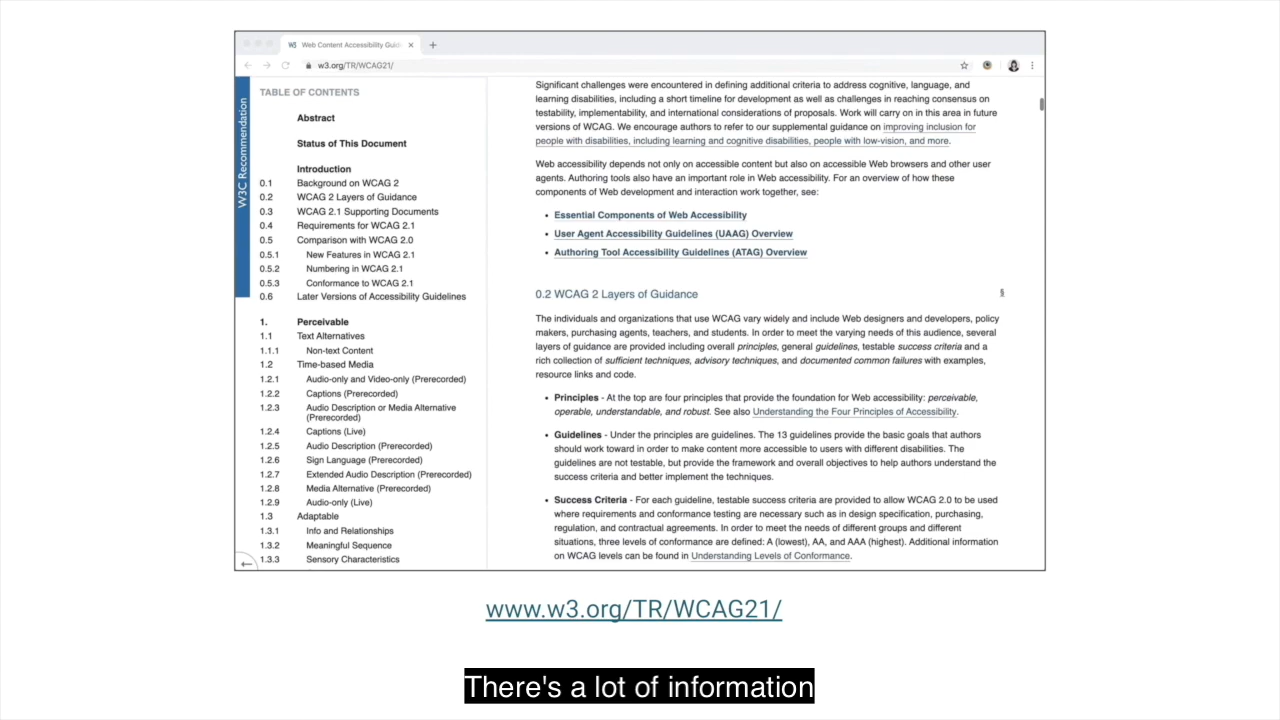 Web Content Accessibility Guid
w3.org/TR/WCAG21/
W3C Recommendation
TABLE OF CONTENTS
Abstract
Status of This Document
Introduction
0.1 Background on WCAG 2
0.2 WCAG 2 Layers of Guidance
0.3 WCAG 2.1 Supporting Documents
0.4 Requirements for WCAG 2.1
0.5 Comparison with WCAG 2.0
0.5.1 New Features in WCAG 2.1
0.5.2 Numbering in WCAG 2.1
0.5.3 Conformance to WCAG 2.1
0.6 Later Versions of Accessibility Guidelines
1. Perceivable
1.1 Text Alternatives
1.1.1 Non-text Content
1.2 Time-based Media
1.2.1 Audio-only and Video-only (Prerecorded)
1.2.2 Captions (Prerecorded)
1.2.3 Audio Description or Media Alternative
(Prerecorded)
1.2.4 Captions (Live)
1.2.5 Audio Description (Prerecorded)
1.2.6 Sign Language (Prerecorded)
1.2.7 Extended Audio Description (Prerecorded)
1.2.8 Media Alternative (Prerecorded)
1.2.9 Audio-only (Live)
1.3 Adaptable
1.3.1 Info and Relationships
1.3.2 Meaningful Sequence
1.3.3 Sensory Characteristics
Significant challenges were encountered in defining additional criteria to address cognitive, language, and
learning disabilities, including a short timeline for development as well as challenges in reaching consensus on
testability, implementability, and international considerations of proposals. Work will carry on in this area in future
versions of WCAG. We encourage authors to refer to our supplemental guidance on improving inclusion for
people with disabilities, including learning and cognitive disabilities, people with low-vision, and more.
Web accessibility depends not only on accessible content but also on accessible Web browsers and other user
agents. Authoring tools also have an important role in Web accessibility. For an overview of how these
components of Web development and interaction work together, see:
• Essential Components of Web Accessibility
• User Agent Accessibility Guidelines (UAAG) Overview
• Authoring Tool Accessibility Guidelines (ATAG) Overview
0.2 WCAG 2 Layers of Guidance §
The individuals and organizations that use WCAG vary widely and include Web designers and developers, policy
makers, purchasing agents, teachers, and students. In order to meet the varying needs of this audience, several
layers of guidance are provided including overall principles, general guidelines, testable success criteria and a
rich collection of sufficient techniques, advisory techniques, and documented common failures with examples,
resource links and code.
• Principles - At the top are four principles that provide the foundation for Web accessibility: perceivable,
operable, understandable, and robust. See also Understanding the Four Principles of Accessibility.
• Guidelines - Under the principles are guidelines. The 13 guidelines provide the basic goals that authors
should work toward in order to make content more accessible to users with different disabilities. The
guidelines are not testable, but provide the framework and overall objectives to help authors understand the
success criteria and better implement the techniques.
• Success Criteria - For each guideline, testable success criteria are provided to allow WCAG 2.0 to be used
where requirements and conformance testing are necessary such as in design specification, purchasing,
regulation, and contractual agreements. In order to meet the needs of different groups and different
situations, three levels of conformance are defined: A (lowest), AA, and AAA (highest). Additional information
on WCAG levels can be found in Understanding Levels of Conformance.
www.w3.org/TR/WCAG21/
There's a lot of information